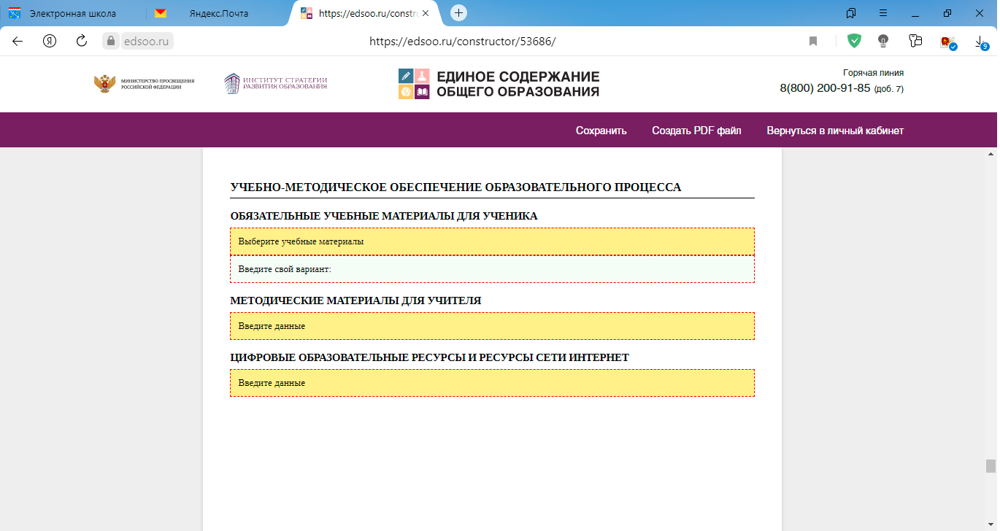 Электронная школа
Яндекс.Почта
https://edsoo.ru/constr
edsoo.ru
https://edsoo.ru/constructor/53686/
9
МИНИСТЕРСТВО ПРОСВЕЩЕНИЯ
РОССИЙСКОЙ ФЕДЕРАЦИИ
ИНСТИТУТ СТРАТЕГИИ
РАЗВИТИЯ ОБРАЗОВАНИЯ
ЕДИНОЕ СОДЕРЖАНИЕ
ОБЩЕГО ОБРАЗОВАНИЯ
Горячая линия
8(800) 200-91-85 (доб. 7)
Сохранить Создать PDF файл Вернуться в личный кабинет
УЧЕБНО-МЕТОДИЧЕСКОЕ ОБЕСПЕЧЕНИЕ ОБРАЗОВАТЕЛЬНОГО ПРОЦЕССА
ОБЯЗАТЕЛЬНЫЕ УЧЕБНЫЕ МАТЕРИАЛЫ ДЛЯ УЧЕНИКА
Выберите учебные материалы
Введите свой вариант:
МЕТОДИЧЕСКИЕ МАТЕРИАЛЫ ДЛЯ УЧИТЕЛЯ
Введите данные
ЦИФРОВЫЕ ОБРАЗОВАТЕЛЬНЫЕ РЕСУРСЫ И РЕСУРСЫ СЕТИ ИНТЕРНЕТ
Введите данные